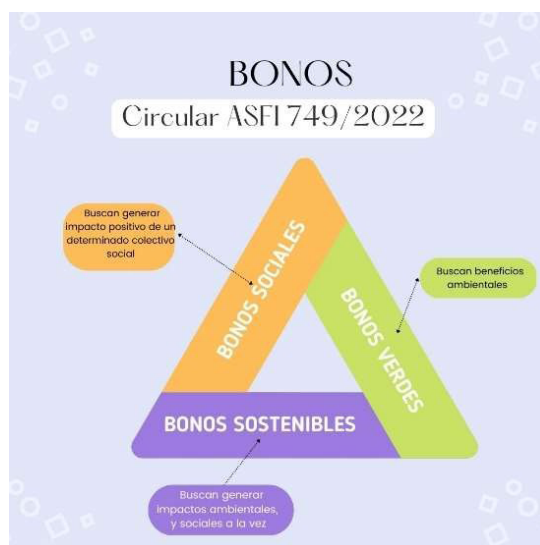 BONOS
Circular ASFI 749/2022
Buscan generar
impacto positivo de un
determinado colectivo
social
BONOS SOCIALES
Buscan beneficios
ambientales
BONOS VERDES
BONOS SOSTENIBLES
Buscan generar
impactos ambientales,
y sociales a la vez